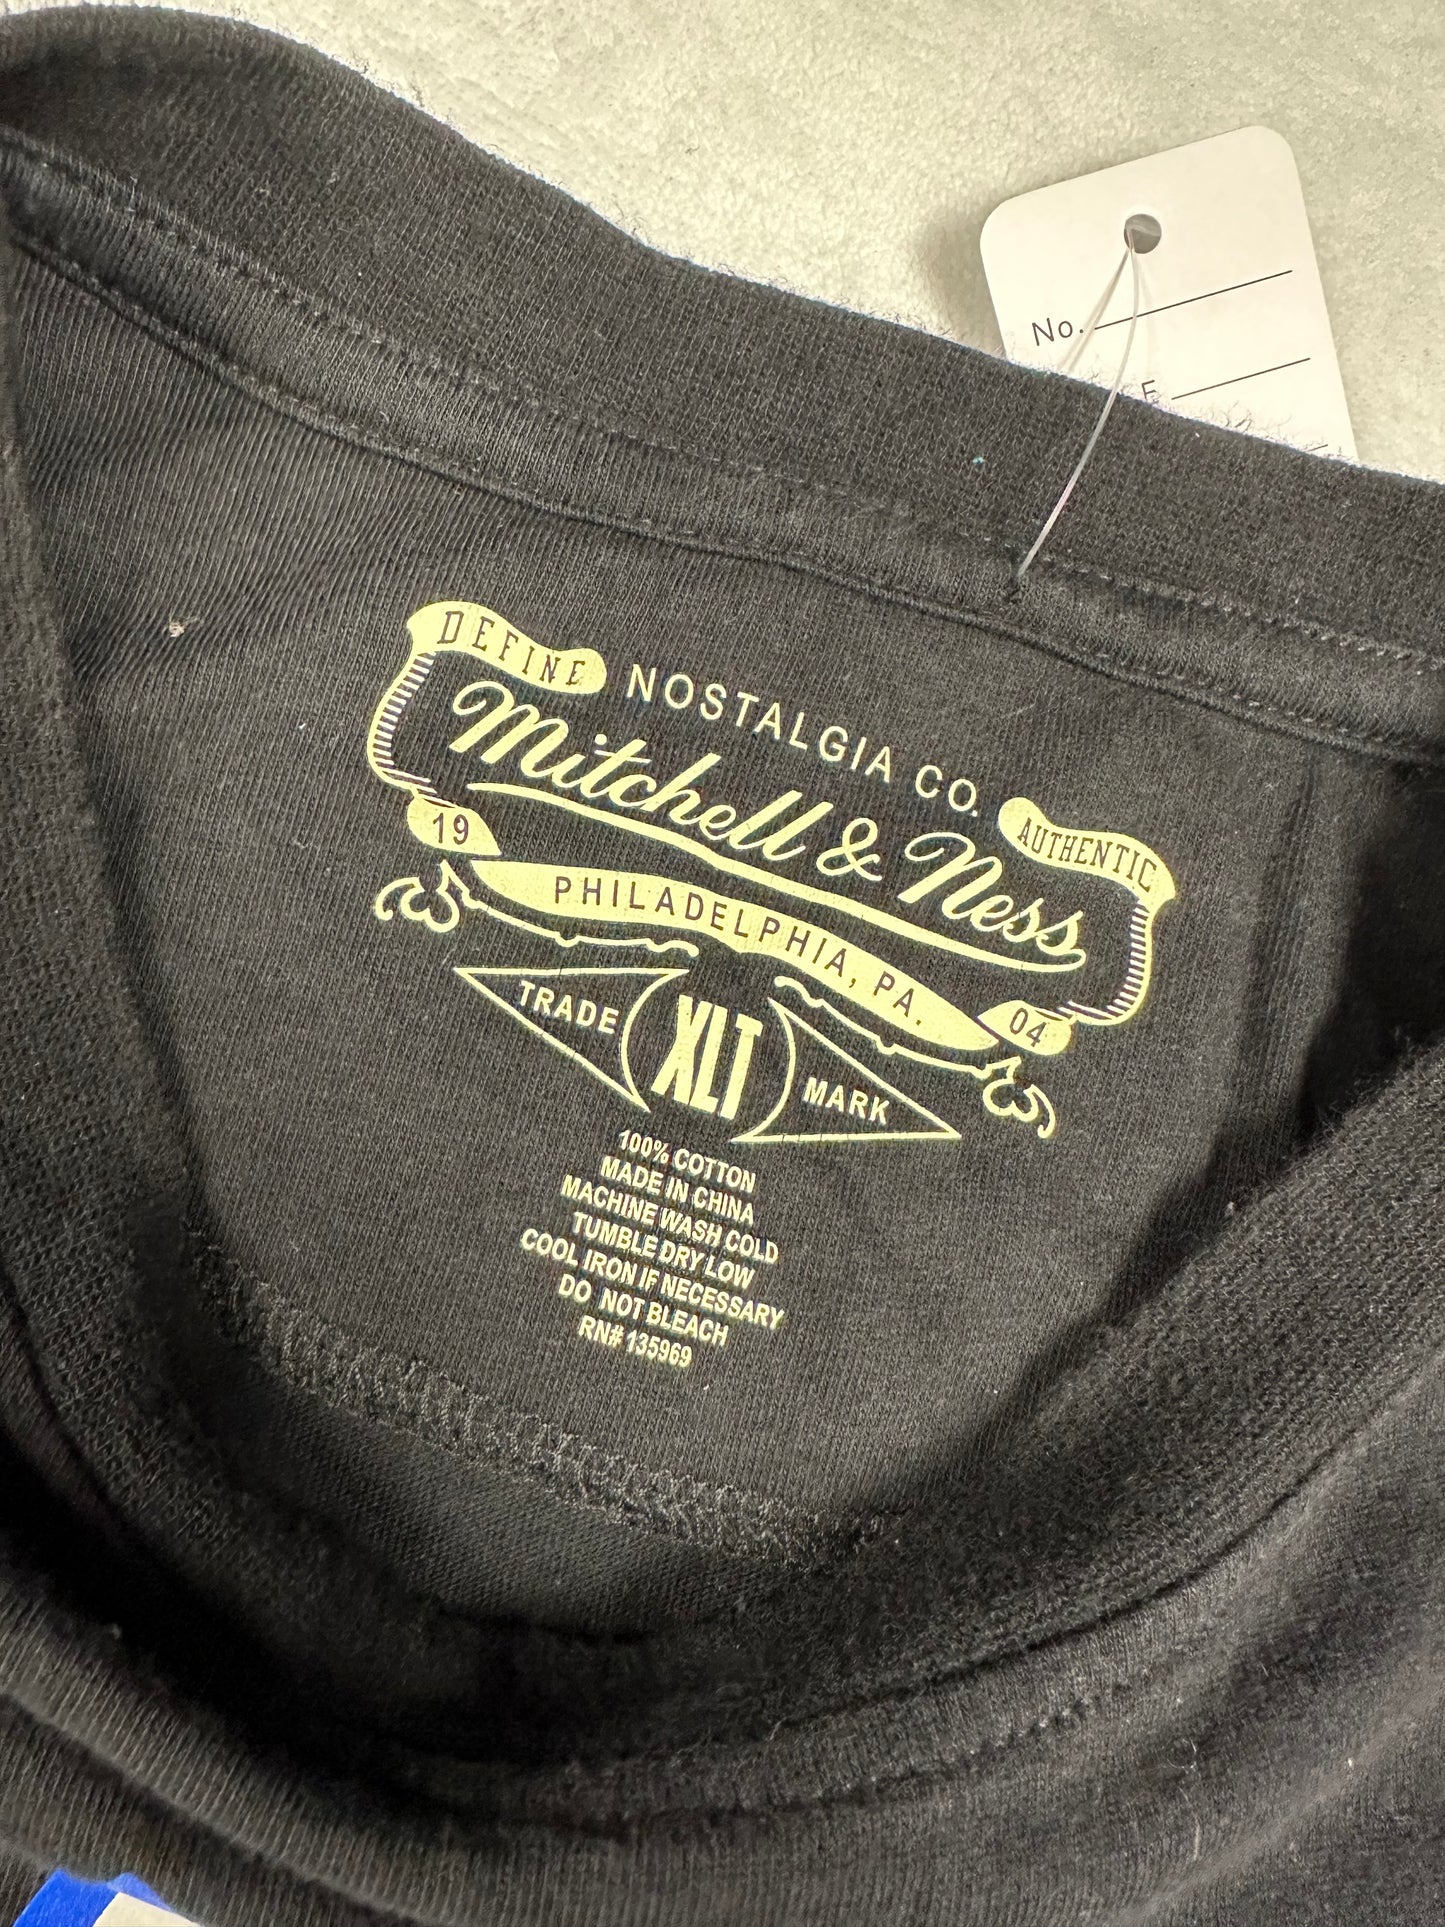 No.
E
DEFINE
NOSTALGIA CO.
Mitchell & Ness
AUTHENTIC
19
PHILADELPHIA, PA.
04
TRADE
XLT
MARK
100% COTTON
MADE IN CHINA
MACHINE WASH COLD
TUMBLE DRY LOW
COOL IRON IF NECESSARY
DO NOT BLEACH
RN# 135969